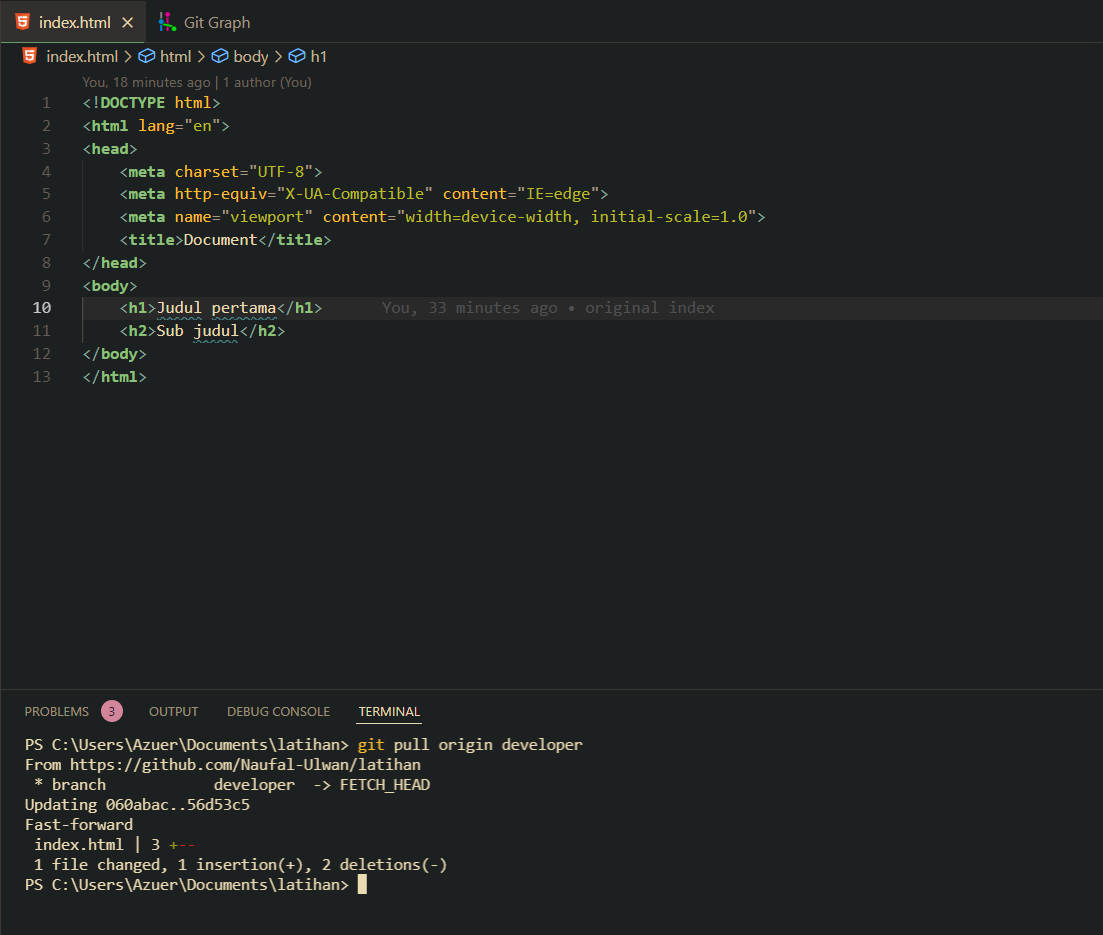 index.html Git Graph
index.html > html > body > h1
You, 18 minutes ago | 1 author (You)
1 <!DOCTYPE html>
2 <html lang="en">
3 <head>
4     <meta charset="UTF-8">
5     <meta http-equiv="X-UA-Compatible" content="IE=edge">
6     <meta name="viewport" content="width=device-width, initial-scale=1.0">
7     <title>Document</title>
8 </head>
9 <body>
10     <h1>Judul pertama</h1> You, 33 minutes ago • original index
11     <h2>Sub judul</h2>
12 </body>
13 </html>
PROBLEMS 3 OUTPUT DEBUG CONSOLE TERMINAL
PS C:\Users\Azuer\Documents\latihan> git pull origin developer
From https://github.com/Naufal-Ulwan/latihan
 * branch            developer  -> FETCH_HEAD
Updating 060abac..56d53c5
Fast-forward
 index.html | 3 +--
 1 file changed, 1 insertion(+), 2 deletions(-)
PS C:\Users\Azuer\Documents\latihan>